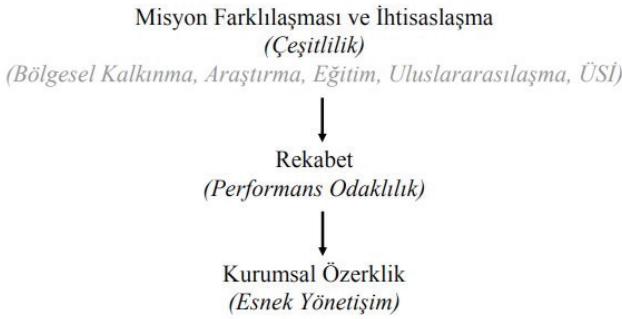 Misyon Farklılaşması ve İhtisaslaşma
(Çeşitlilik)
(Bölgesel Kalkınma, Araştırma, Eğitim, Uluslararasılaşma, ÜSİ)
Rekabet
(Performans Odaklılık)
Kurumsal Özerklik
(Esnek Yönetişim)